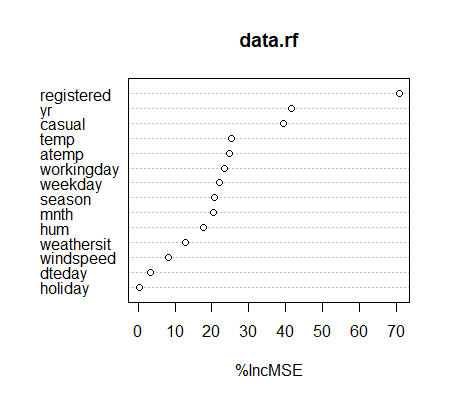 data.rf
registered
yr
casual
temp
atemp
workingday
weekday
season
mnth
hum
weathersit
windspeed
dteday
holiday
0 10 20 30 40 50 60 70
%IncMSE